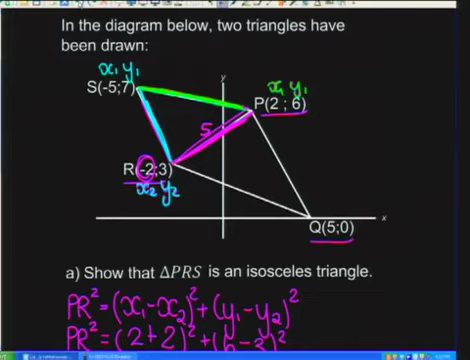 In the diagram below, two triangles have
been drawn:
x₁ y₁
S(-5;7)
y
x₁ y₁
P(2 ; 6)
5
R(-2;3)
x₂ y₂
x
Q(5;0)
a) Show that ΔPRS is an isosceles triangle.
PR² = (x₁-x₂)² + (y₁-y₂)²
PR² = (2+2)² + (6-3)²